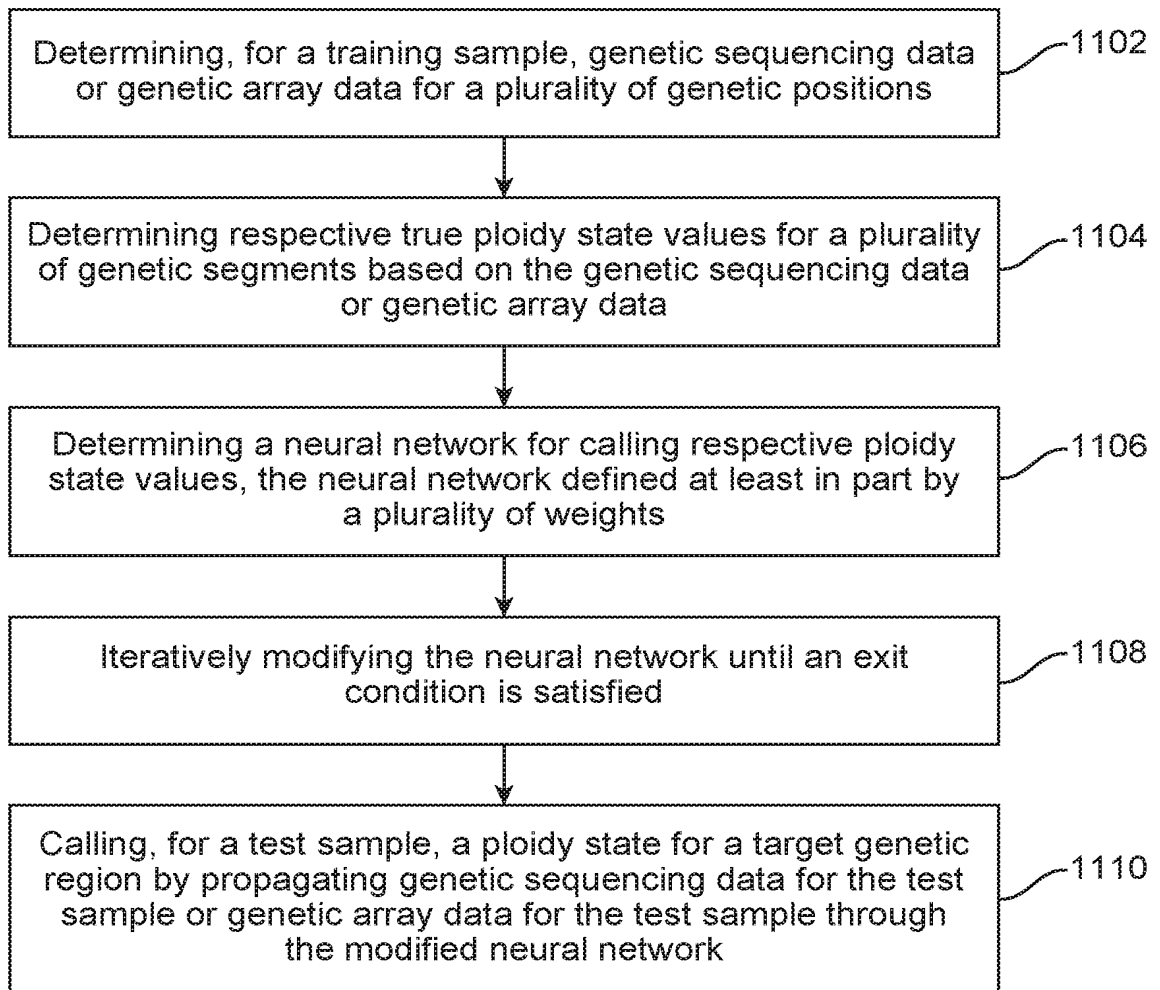 Determining, for a training sample, genetic sequencing data
or genetic array data for a plurality of genetic positions
1102
Determining respective true ploidy state values for a plurality
of genetic segments based on the genetic sequencing data
or genetic array data
1104
Determining a neural network for calling respective ploidy
state values, the neural network defined at least in part by
a plurality of weights
1106
Iteratively modifying the neural network until an exit
condition is satisfied
1108
Calling, for a test sample, a ploidy state for a target genetic
region by propagating genetic sequencing data for the test
sample or genetic array data for the test sample through
the modified neural network
1110